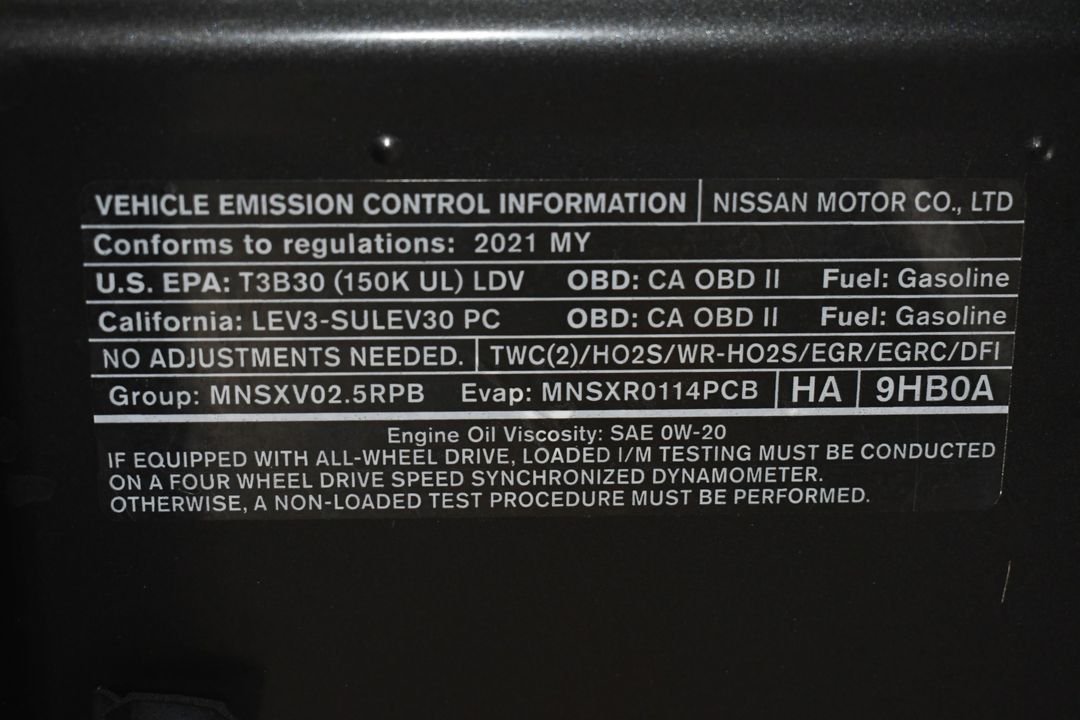 VEHICLE EMISSION CONTROL INFORMATION NISSAN MOTOR CO., LTD
Conforms to regulations: 2021 MY
U.S. EPA: T3B30 (150K UL) LDV OBD: CA OBD II Fuel: Gasoline
California: LEV3-SULEV30 PC OBD: CA OBD II Fuel: Gasoline
NO ADJUSTMENTS NEEDED. TWC(2)/HO2S/WR-HO2S/EGR/EGRC/DFI
Group: MNSXV02.5RPB Evap: MNSXR0114PCB HA 9HB0A
Engine Oil Viscosity: SAE 0W-20
IF EQUIPPED WITH ALL-WHEEL DRIVE, LOADED I/M TESTING MUST BE CONDUCTED
ON A FOUR WHEEL DRIVE SPEED SYNCHRONIZED DYNAMOMETER.
OTHERWISE, A NON-LOADED TEST PROCEDURE MUST BE PERFORMED.